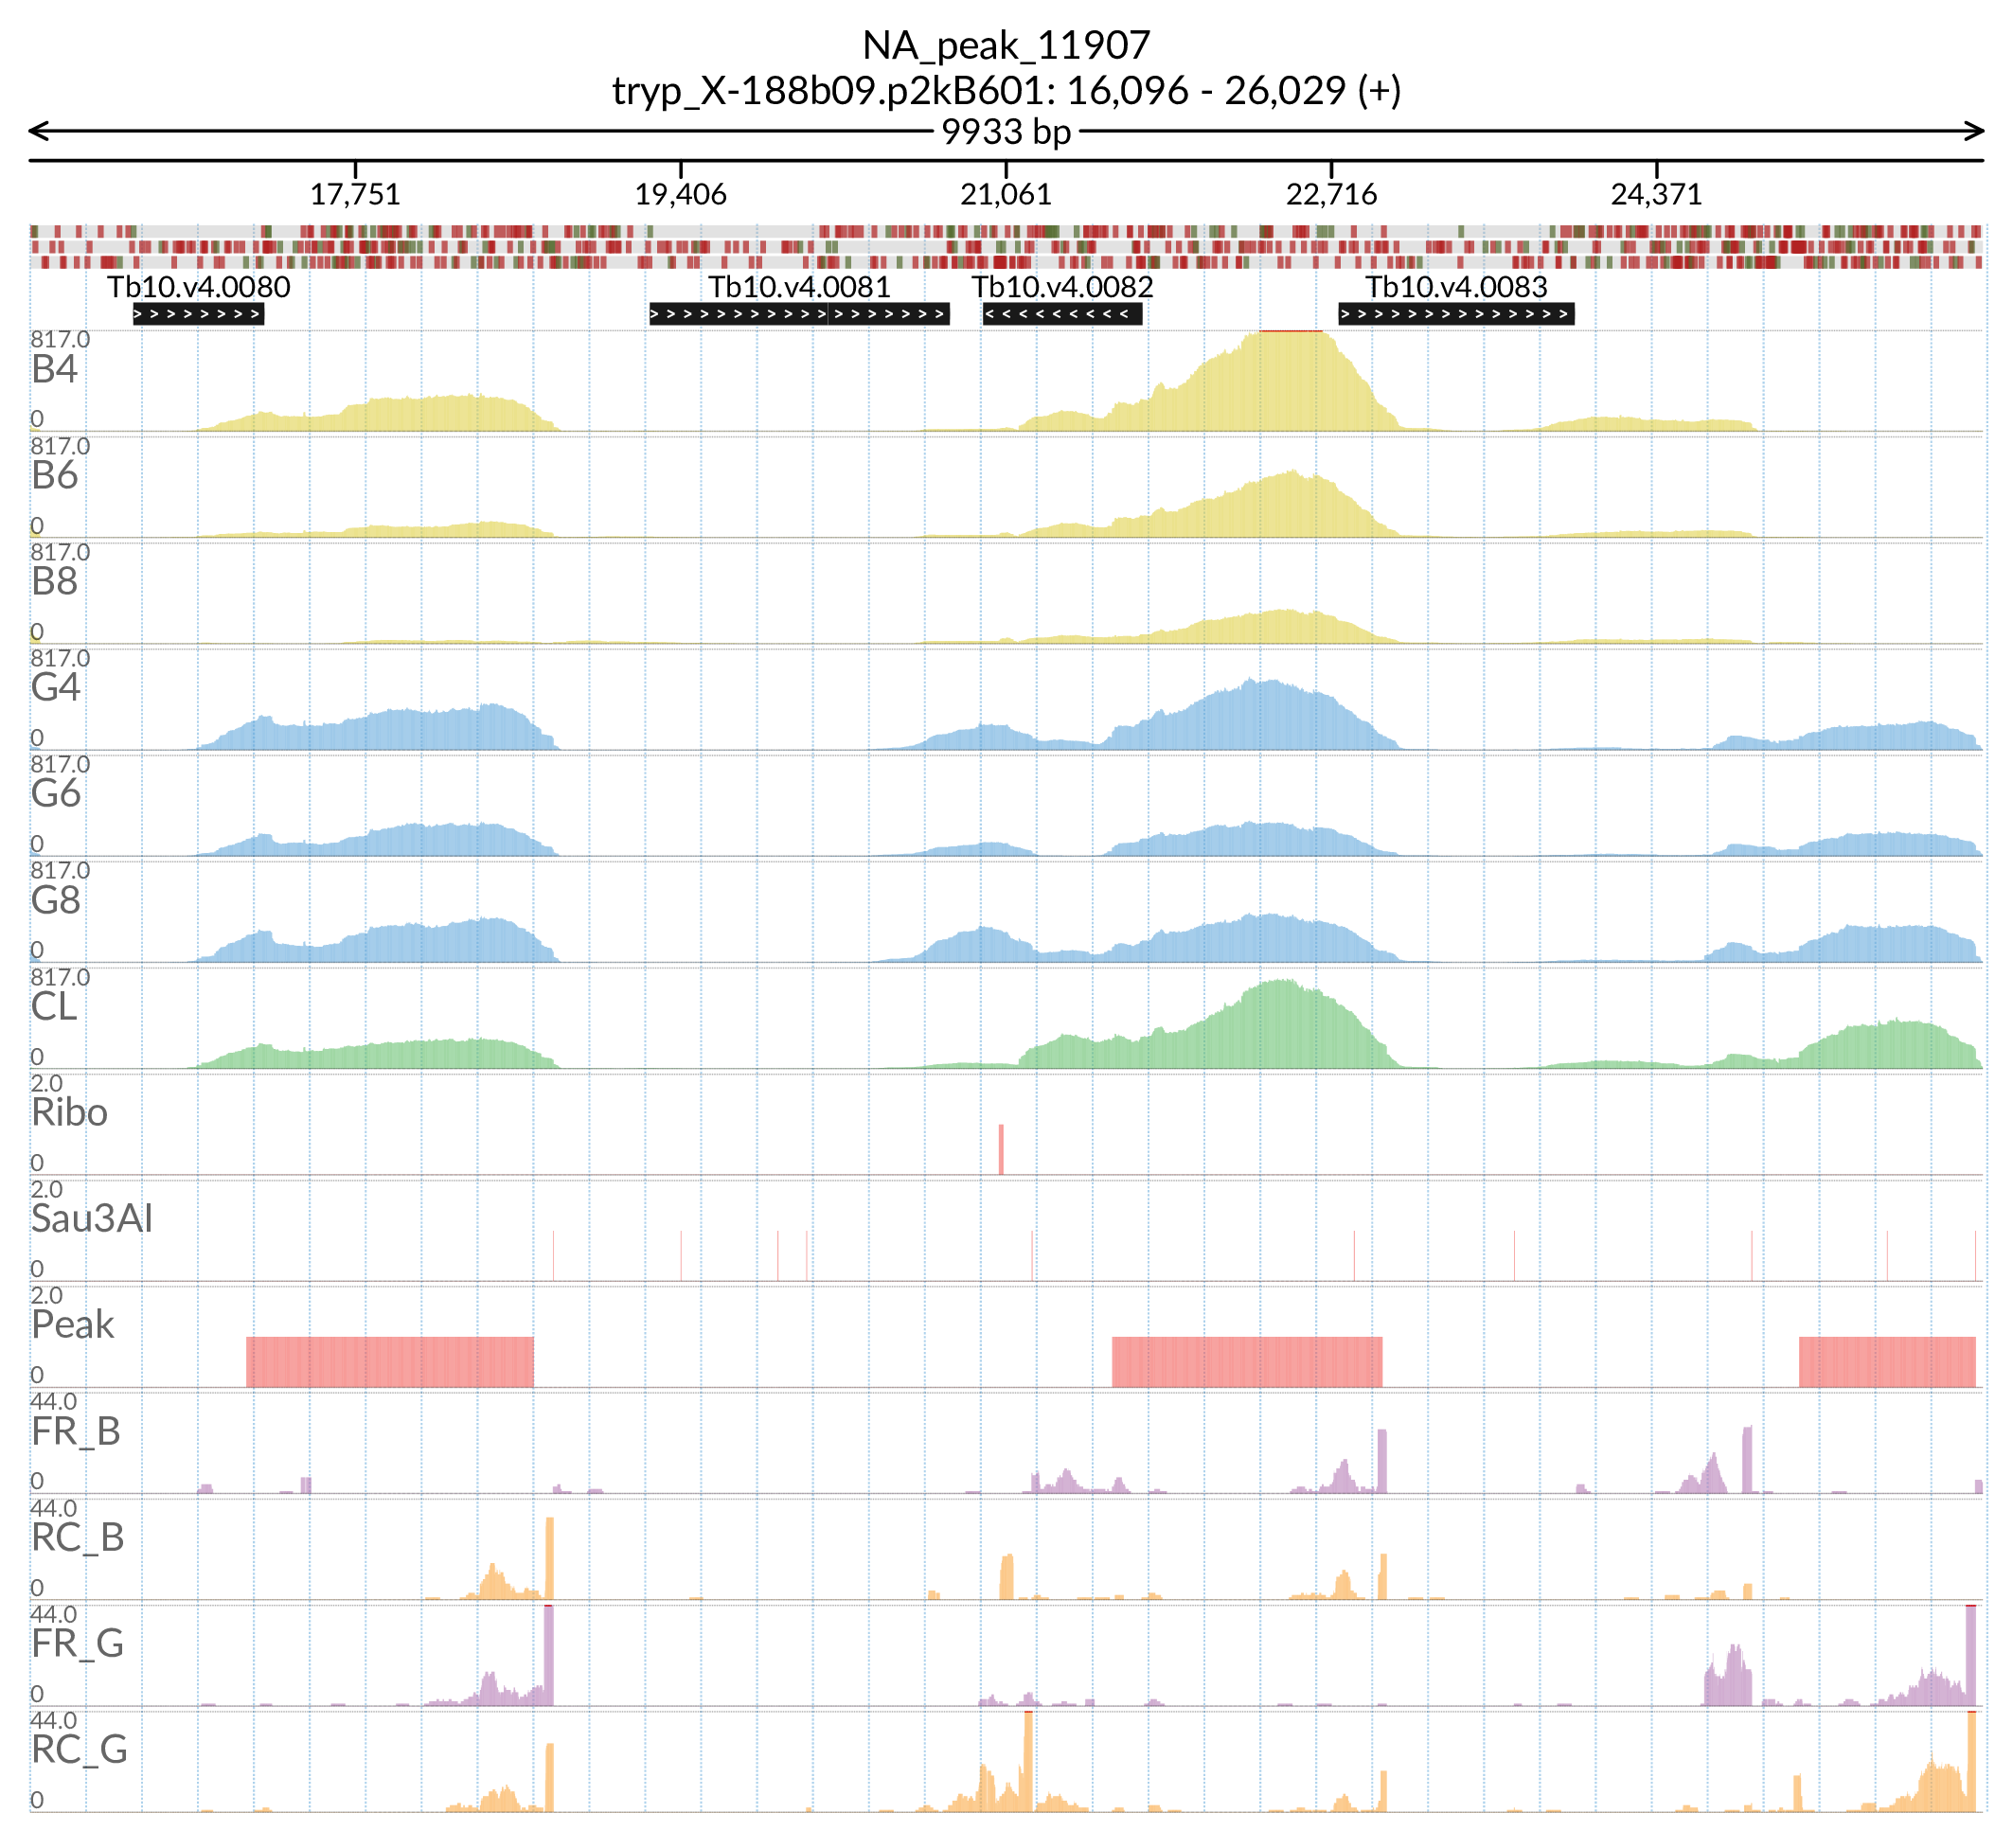 NA_peak_11907
tryp_X-188b09.p2kB601: 16,096 - 26,029 (+)
9933 bp
17,751 19,406 21,061 22,716 24,371
Tb10.v4.0080 Tb10.v4.0081 Tb10.v4.0082 Tb10.v4.0083
817.0
B4
0
817.0
B6
0
817.0
B8
0
817.0
G4
0
817.0
G6
0
817.0
G8
0
817.0
CL
0
2.0
Ribo
0
2.0
Sau3AI
0
2.0
Peak
0
44.0
FR_B
0
44.0
RC_B
0
44.0
FR_G
0
44.0
RC_G
0